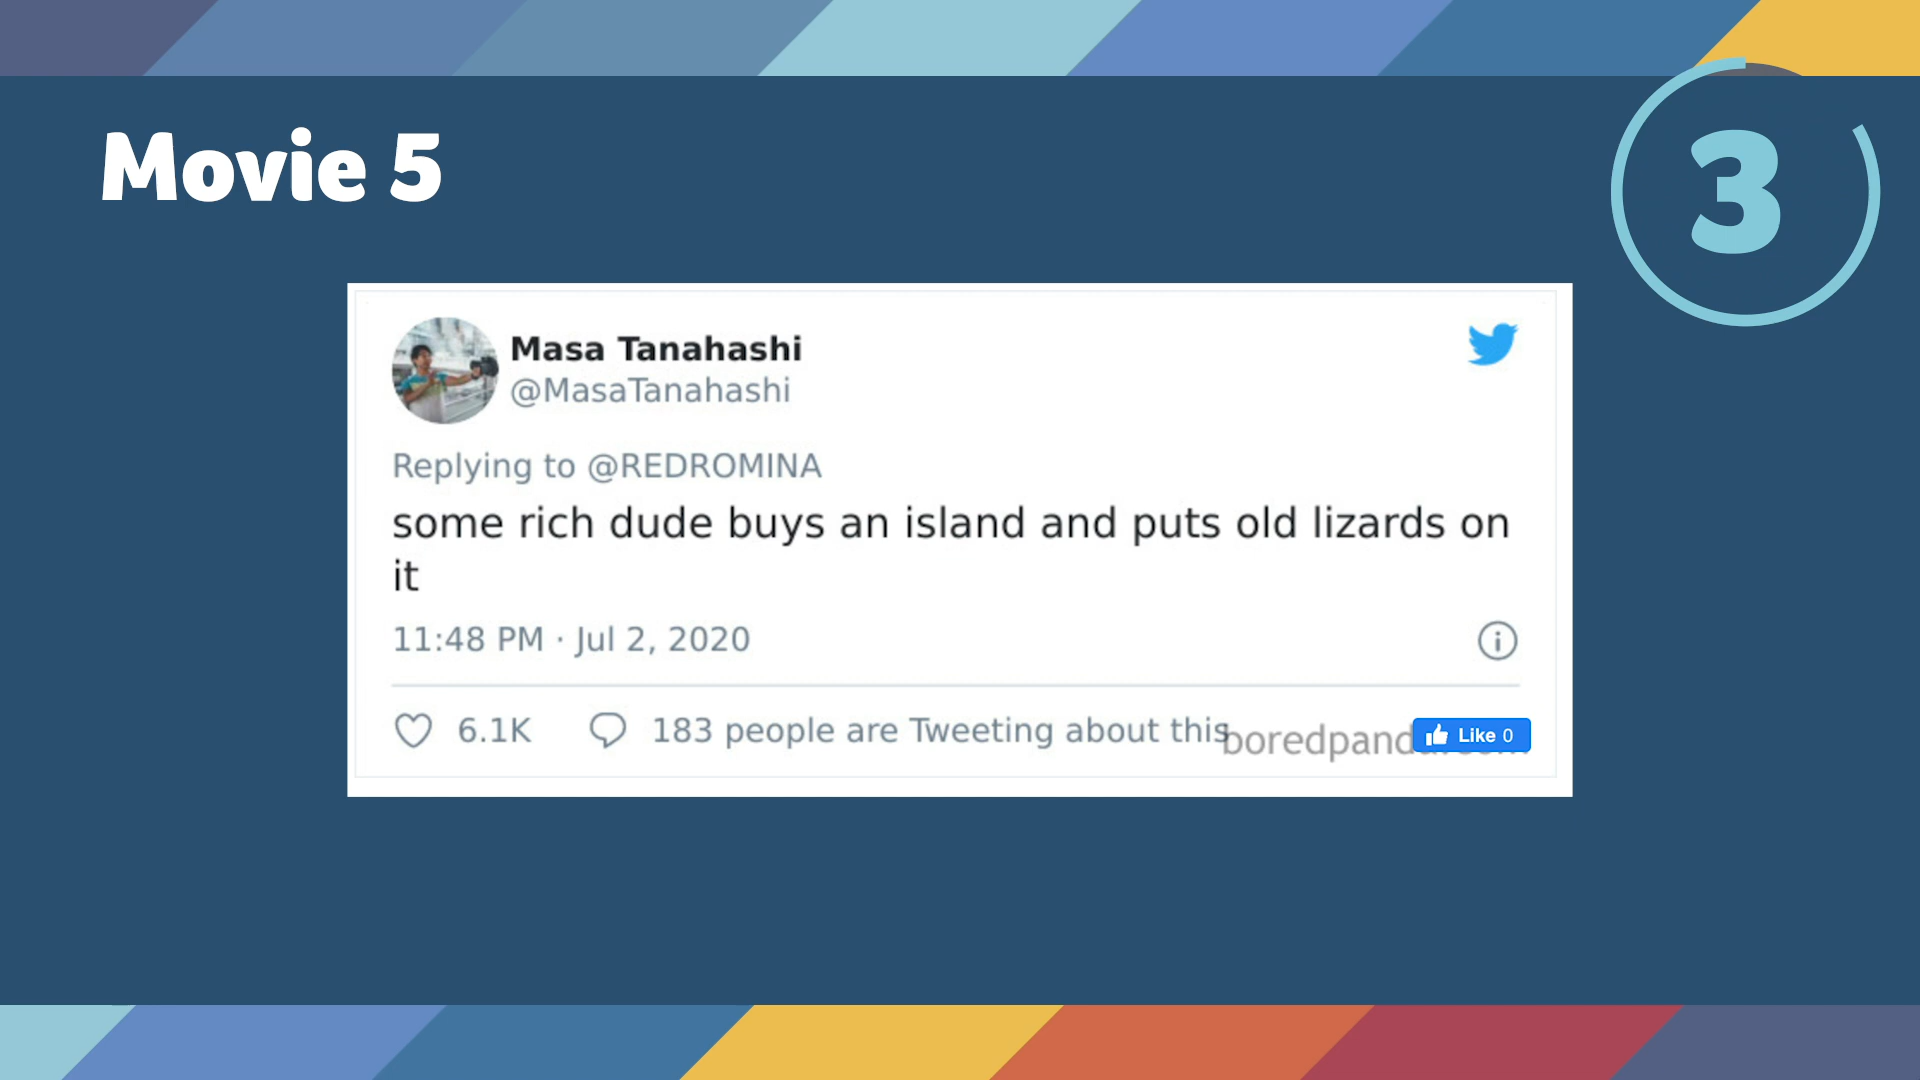 Movie 5
3
Masa Tanahashi
@MasaTanahashi
Replying to @REDROMINA
some rich dude buys an island and puts old lizards on
it
11:48 PM · Jul 2, 2020
6.1K 183 people are Tweeting about this
Like 0